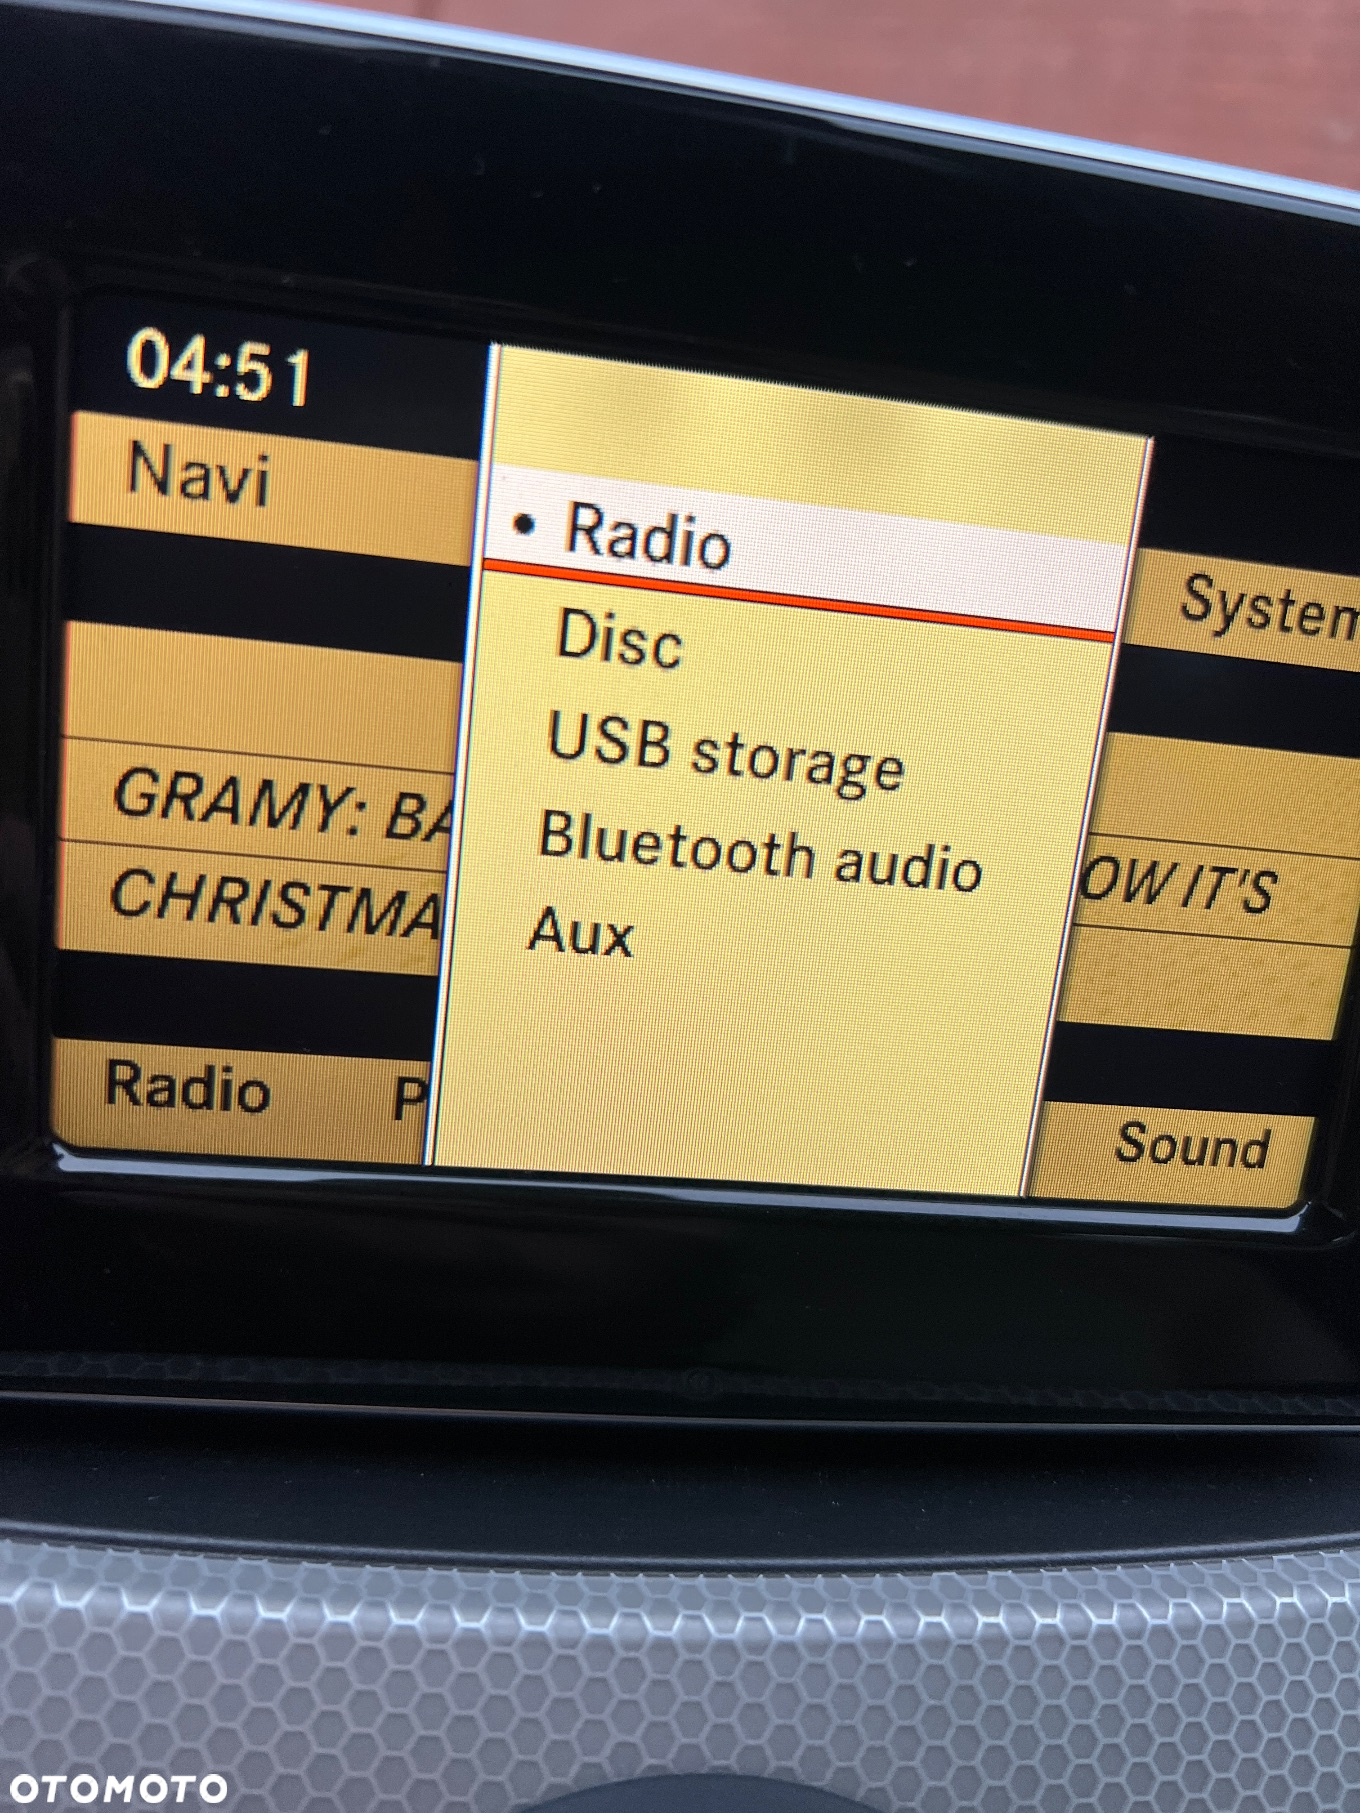 04:51
Navi
• Radio
System
Disc
USB storage
Bluetooth audio
Aux
GRAMY: BA
OW IT'S
CHRISTMA
Radio P
Sound
OTOMOTO